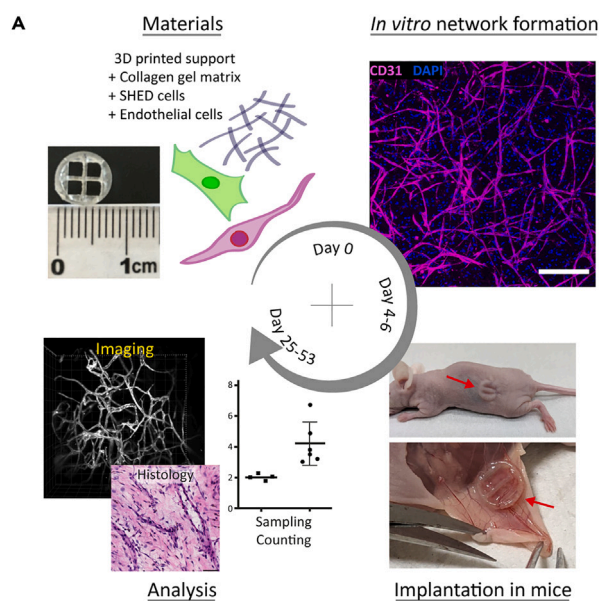 A
Materials
3D printed support
+ Collagen gel matrix
+ SHED cells
+ Endothelial cells
0 1cm
In vitro network formation
CD31 DAPI
Day 0
Day 4-6
Day 25-53
Imaging
Histology
8
6
4
2
0
Sampling
Counting
Analysis
Implantation in mice